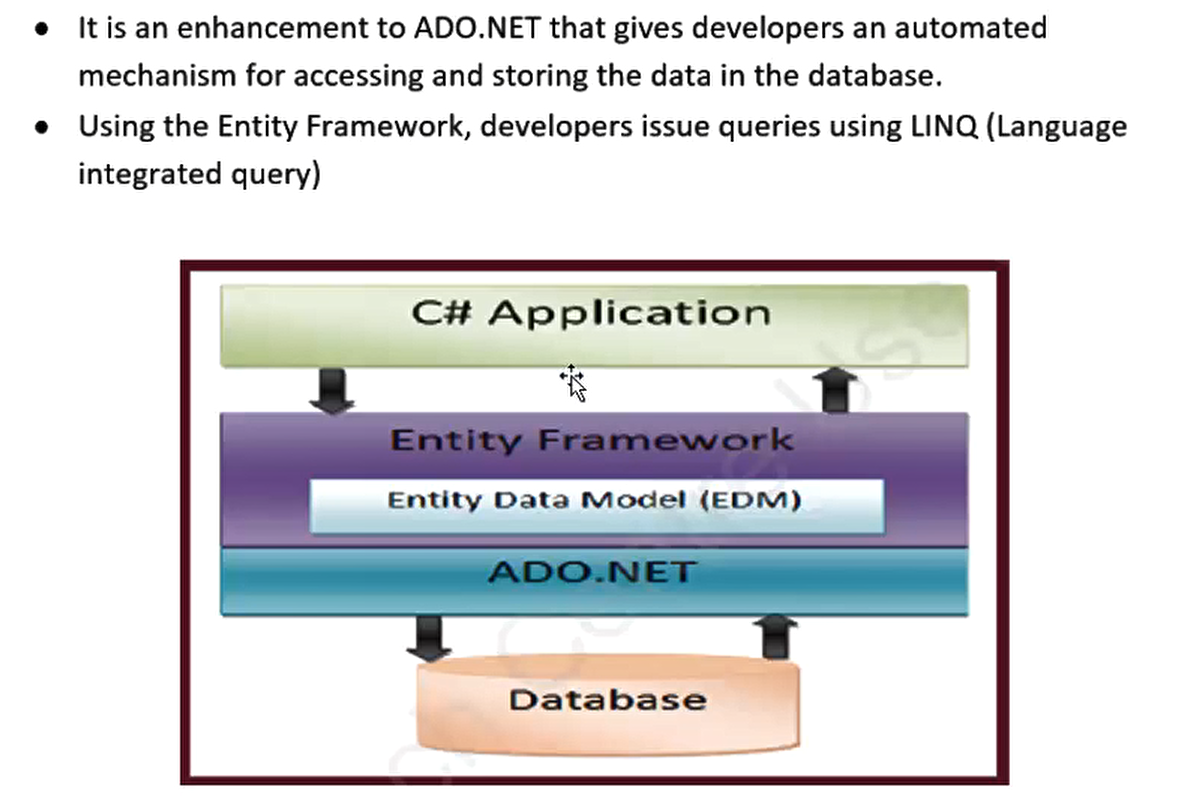 • It is an enhancement to ADO.NET that gives developers an automated
mechanism for accessing and storing the data in the database.
• Using the Entity Framework, developers issue queries using LINQ (Language
integrated query)
C# Application
Entity Framework
Entity Data Model (EDM)
ADO.NET
Database